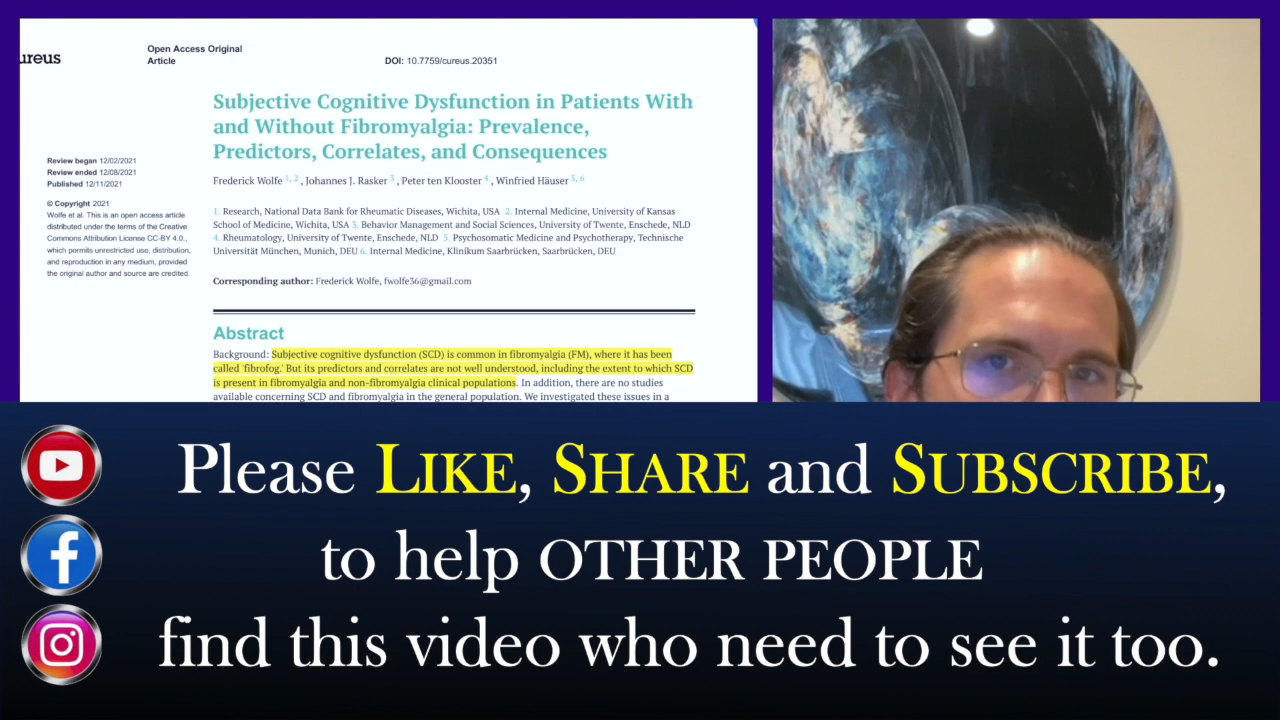 ureus
Open Access Original
Article
DOI: 10.7759/cureus.20351
Subjective Cognitive Dysfunction in Patients With
and Without Fibromyalgia: Prevalence,
Predictors, Correlates, and Consequences
Review began 12/02/2021
Review ended 12/08/2021
Published 12/11/2021
© Copyright 2021
Wolfe et al. This is an open access article
distributed under the terms of the Creative
Commons Attribution License CC-BY 4.0.,
which permits unrestricted use, distribution,
and reproduction in any medium, provided
the original author and source are credited.
Frederick Wolfe 1, 2 , Johannes J. Rasker 3 , Peter ten Klooster 4 , Winfried Häuser 5, 6
1. Research, National Data Bank for Rheumatic Diseases, Wichita, USA 2. Internal Medicine, University of Kansas
School of Medicine, Wichita, USA 3. Behavior Management and Social Sciences, University of Twente, Enschede, NLD
4. Rheumatology, University of Twente, Enschede, NLD 5. Psychosomatic Medicine and Psychotherapy, Technische
Universität München, Munich, DEU 6. Internal Medicine, Klinikum Saarbrücken, Saarbrücken, DEU
Corresponding author: Frederick Wolfe, fwolfe36@gmail.com
Abstract
Background: Subjective cognitive dysfunction (SCD) is common in fibromyalgia (FM), where it has been
called 'fibrofog.' But its predictors and correlates are not well understood, including the extent to which SCD
is present in fibromyalgia and non-fibromyalgia clinical populations. In addition, there are no studies
available concerning SCD and fibromyalgia in the general population. We investigated these issues in a
Please LIKE, SHARE and SUBSCRIBE,
to help OTHER PEOPLE
find this video who need to see it too.